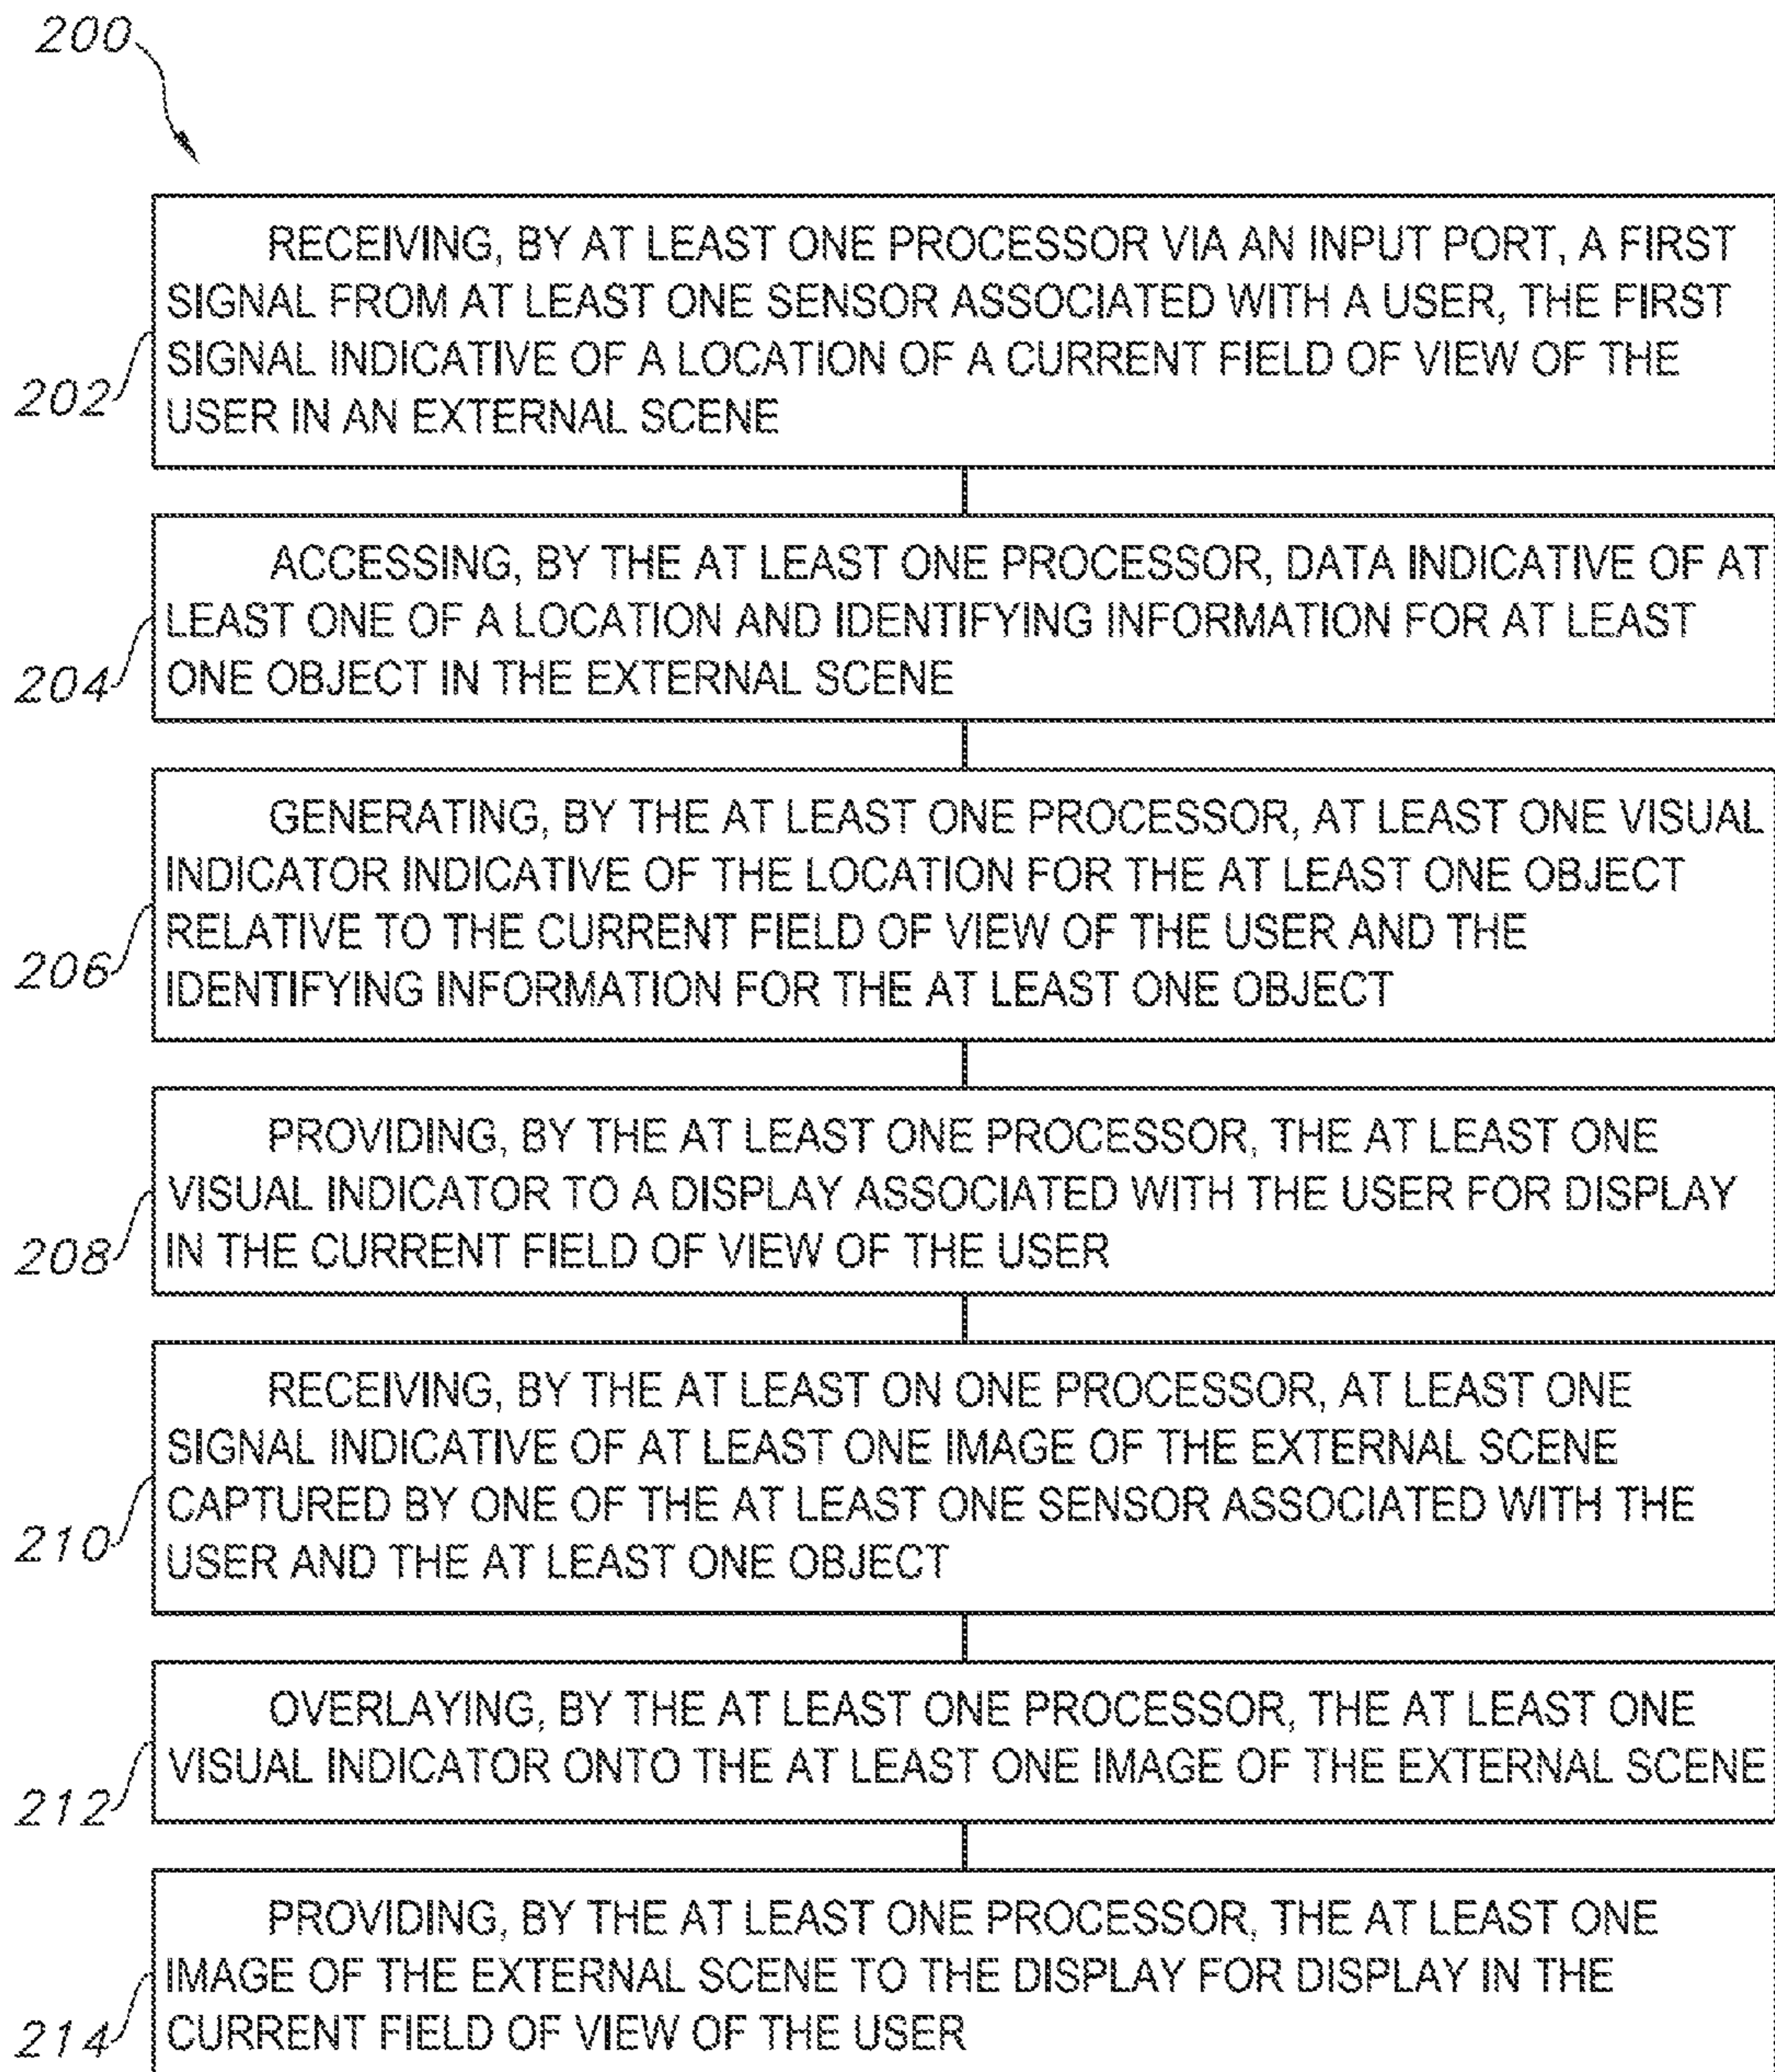 200
RECEIVING, BY AT LEAST ONE PROCESSOR VIA AN INPUT PORT, A FIRST
SIGNAL FROM AT LEAST ONE SENSOR ASSOCIATED WITH A USER, THE FIRST
SIGNAL INDICATIVE OF A LOCATION OF A CURRENT FIELD OF VIEW OF THE
USER IN AN EXTERNAL SCENE
202
ACCESSING, BY THE AT LEAST ONE PROCESSOR, DATA INDICATIVE OF AT
LEAST ONE OF A LOCATION AND IDENTIFYING INFORMATION FOR AT LEAST
ONE OBJECT IN THE EXTERNAL SCENE
204
GENERATING, BY THE AT LEAST ONE PROCESSOR, AT LEAST ONE VISUAL
INDICATOR INDICATIVE OF THE LOCATION FOR THE AT LEAST ONE OBJECT
RELATIVE TO THE CURRENT FIELD OF VIEW OF THE USER AND THE
IDENTIFYING INFORMATION FOR THE AT LEAST ONE OBJECT
206
PROVIDING, BY THE AT LEAST ONE PROCESSOR, THE AT LEAST ONE
VISUAL INDICATOR TO A DISPLAY ASSOCIATED WITH THE USER FOR DISPLAY
IN THE CURRENT FIELD OF VIEW OF THE USER
208
RECEIVING, BY THE AT LEAST ON ONE PROCESSOR, AT LEAST ONE
SIGNAL INDICATIVE OF AT LEAST ONE IMAGE OF THE EXTERNAL SCENE
CAPTURED BY ONE OF THE AT LEAST ONE SENSOR ASSOCIATED WITH THE
USER AND THE AT LEAST ONE OBJECT
210
OVERLAYING, BY THE AT LEAST ONE PROCESSOR, THE AT LEAST ONE
VISUAL INDICATOR ONTO THE AT LEAST ONE IMAGE OF THE EXTERNAL SCENE
212
PROVIDING, BY THE AT LEAST ONE PROCESSOR, THE AT LEAST ONE
IMAGE OF THE EXTERNAL SCENE TO THE DISPLAY FOR DISPLAY IN THE
CURRENT FIELD OF VIEW OF THE USER
214